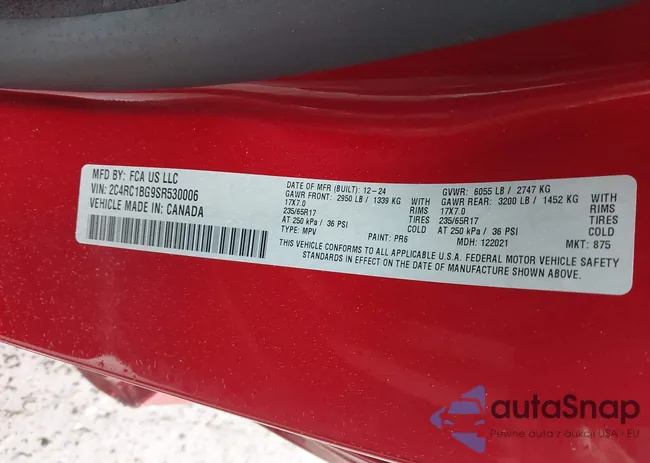 MFD BY: FCA US LLC
VIN: 2C4RC1BG9SR530006
VEHICLE MADE IN: CANADA
DATE OF MFR (BUILT): 12-24
GVWR: 6055 LB / 2747 KG
GAWR FRONT: 2950 LB / 1339 KG WITH GAWR REAR: 3200 LB / 1452 KG WITH
17X7.0 RIMS 17X7.0 RIMS
235/65R17 TIRES 235/65R17 TIRES
AT 250 kPa / 36 PSI COLD AT 250 kPa / 36 PSI COLD
TYPE: MPV PAINT: PR6 MDH: 122021 MKT: 875
THIS VEHICLE CONFORMS TO ALL APPLICABLE U.S.A. FEDERAL MOTOR VEHICLE SAFETY
STANDARDS IN EFFECT ON THE DATE OF MANUFACTURE SHOWN ABOVE.
autaSnap
Pewne auta z aukcji USA - EU